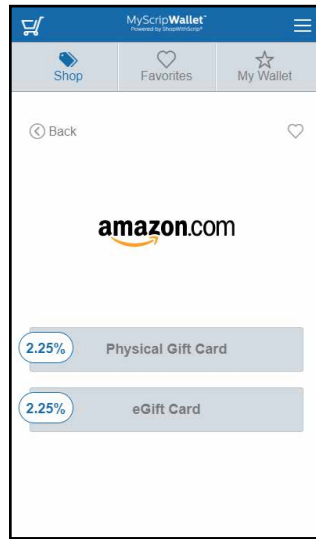 MyScripWallet™
Powered by ShopWithScrip®
Shop
Favorites
My Wallet
Back
amazon.com
2.25%
Physical Gift Card
2.25%
eGift Card